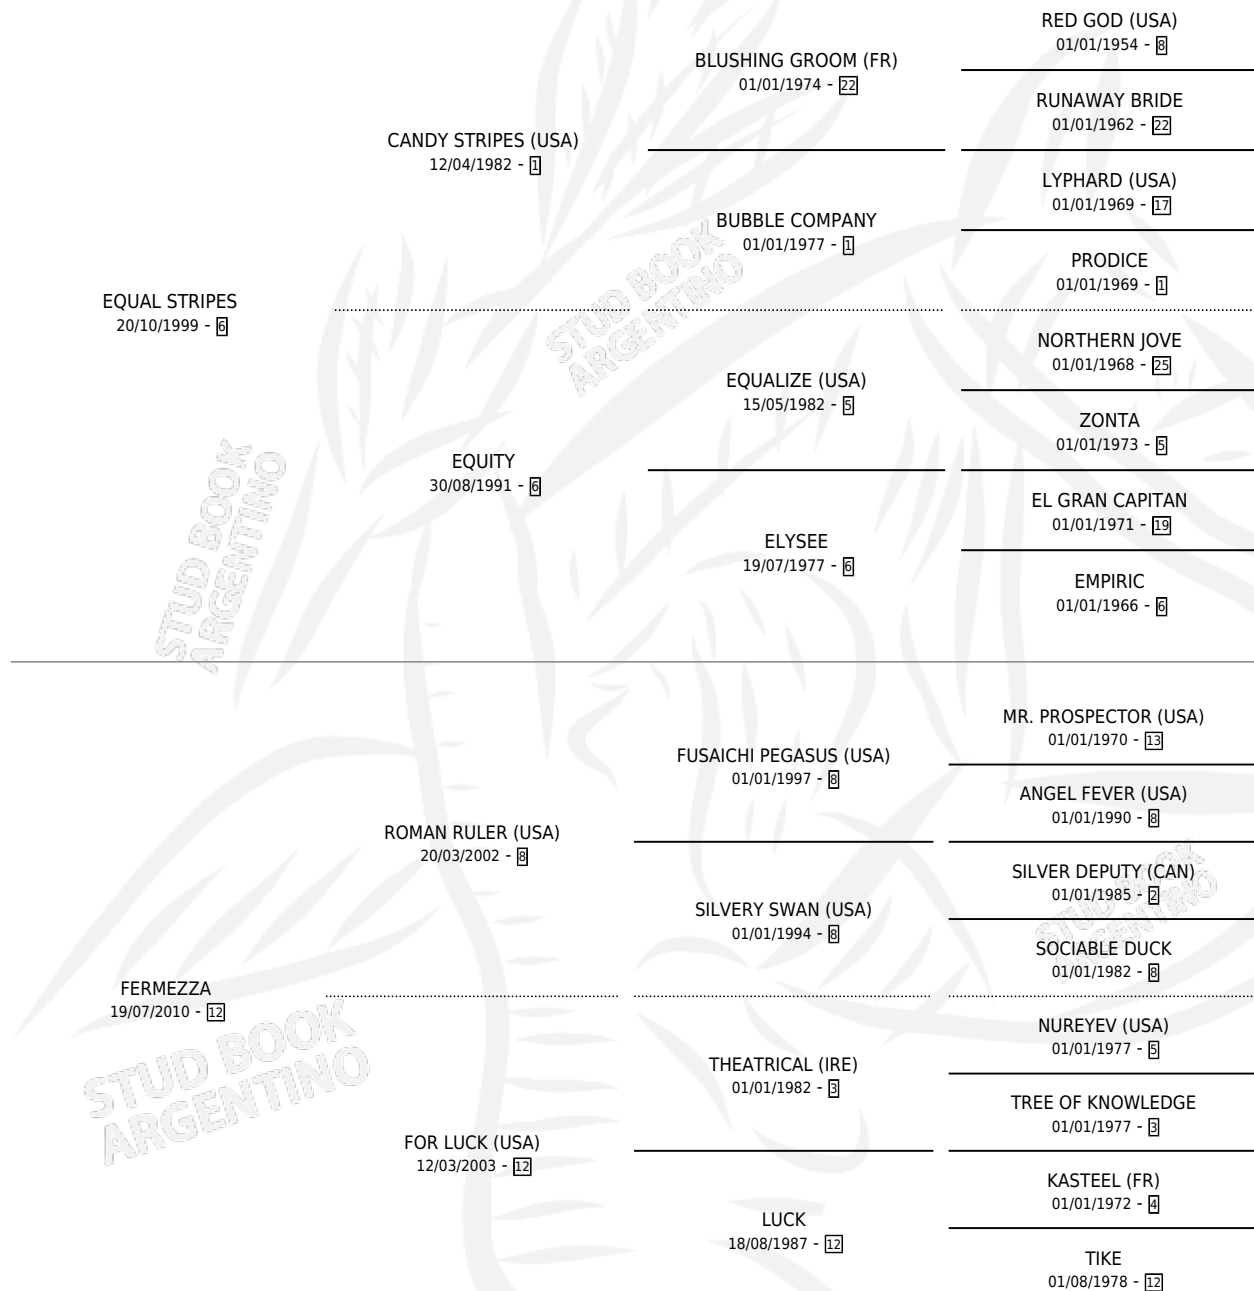 RED GOD (USA)
01/01/1954 - 8
BLUSHING GROOM (FR)
01/01/1974 - 22
RUNAWAY BRIDE
01/01/1962 - 22
CANDY STRIPES (USA)
12/04/1982 - 1
LYPHARD (USA)
01/01/1969 - 17
BUBBLE COMPANY
01/01/1977 - 1
PRODICE
01/01/1969 - 1
EQUAL STRIPES
20/10/1999 - 6
STUD BOOK
ARGENTINO
NORTHERN JOVE
01/01/1968 - 25
EQUALIZE (USA)
15/05/1982 - 5
ZONTA
01/01/1973 - 5
EQUITY
30/08/1991 - 6
EL GRAN CAPITAN
01/01/1971 - 19
ELYSEE
19/07/1977 - 6
EMPIRIC
01/01/1966 - 6
STUD BOOK
ARGENTINO
MR. PROSPECTOR (USA)
01/01/1970 - 13
FUSAICHI PEGASUS (USA)
01/01/1997 - 8
ANGEL FEVER (USA)
01/01/1990 - 8
ROMAN RULER (USA)
20/03/2002 - 8
SILVER DEPUTY (CAN)
01/01/1985 - 2
SILVERY SWAN (USA)
01/01/1994 - 8
STUD BOOK
ARGENTINO
SOCIABLE DUCK
01/01/1982 - 8
FERMEZZA
19/07/2010 - 12
NUREYEV (USA)
01/01/1977 - 5
THEATRICAL (IRE)
01/01/1982 - 3
TREE OF KNOWLEDGE
01/01/1977 - 3
STUD BOOK
ARGENTINO
FOR LUCK (USA)
12/03/2003 - 12
KASTEEL (FR)
01/01/1972 - 4
LUCK
18/08/1987 - 12
TIKE
01/08/1978 - 12